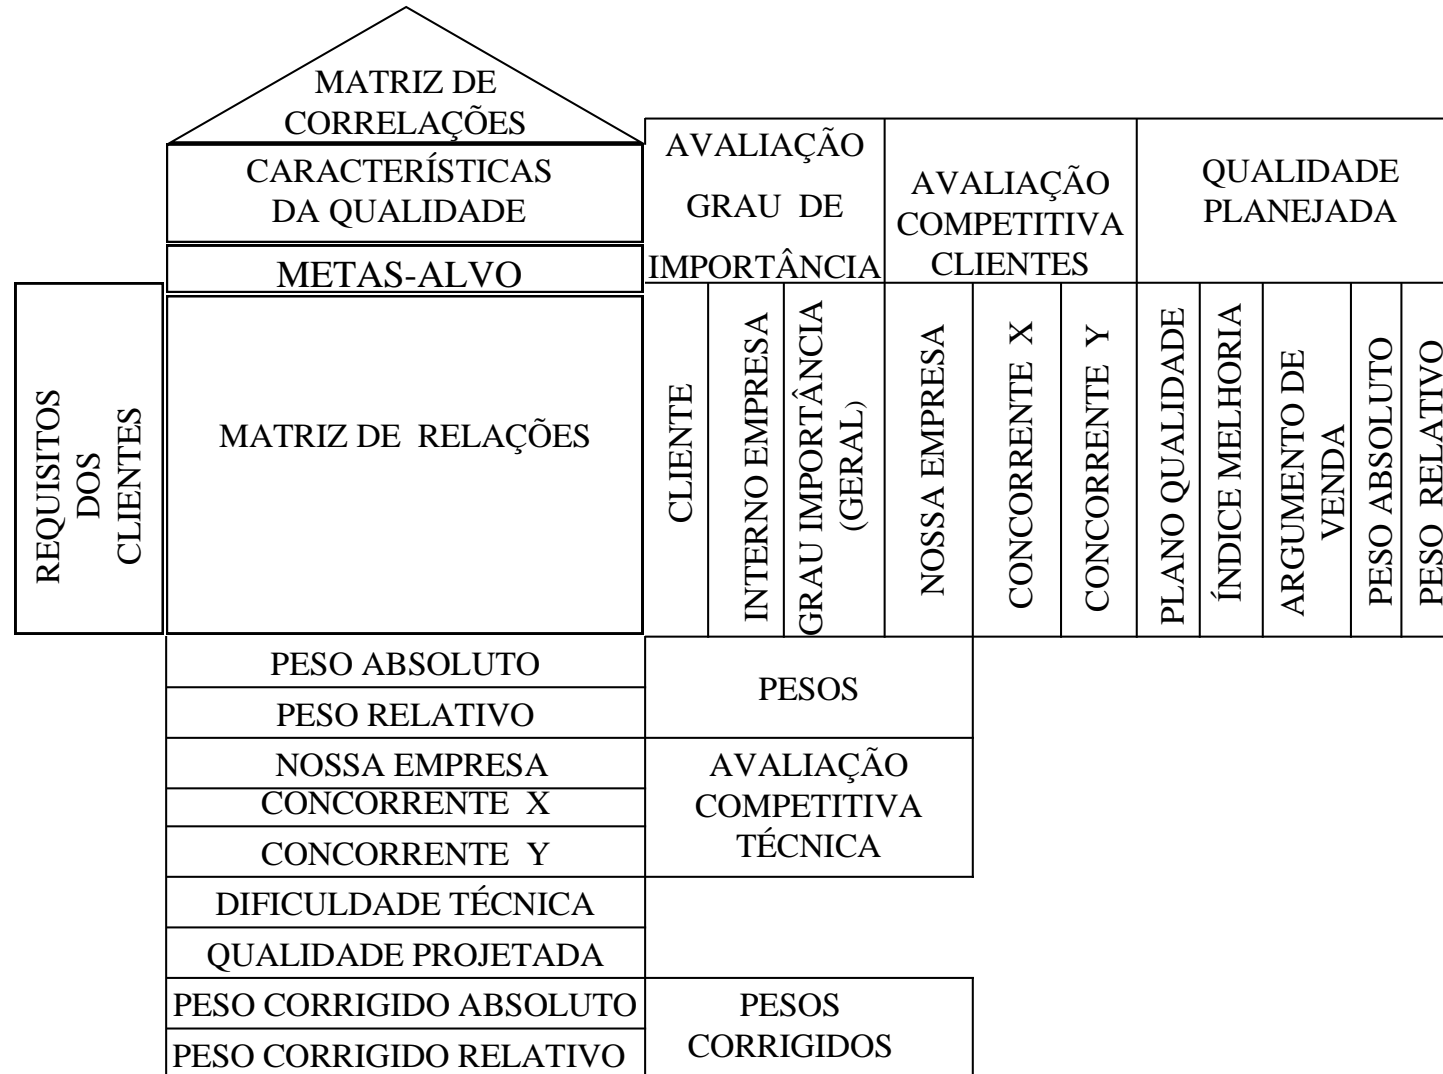 MATRIZ DE
CORRELAÇÕES
CARACTERÍSTICAS
DA QUALIDADE
METAS-ALVO
AVALIAÇÃO
GRAU DE
IMPORTÂNCIA
AVALIAÇÃO
COMPETITIVA
CLIENTES
QUALIDADE
PLANEJADA
REQUISITOS
DOS
CLIENTES
MATRIZ DE RELAÇÕES
CLIENTE
INTERNO EMPRESA
GRAU IMPORTÂNCIA
(GERAL)
NOSSA EMPRESA
CONCORRENTE X
CONCORRENTE Y
PLANO QUALIDADE
ÍNDICE MELHORIA
ARGUMENTO DE
VENDA
PESO ABSOLUTO
PESO RELATIVO
PESO ABSOLUTO
PESO RELATIVO
PESOS
NOSSA EMPRESA
CONCORRENTE X
CONCORRENTE Y
AVALIAÇÃO
COMPETITIVA
TÉCNICA
DIFICULDADE TÉCNICA
QUALIDADE PROJETADA
PESO CORRIGIDO ABSOLUTO
PESO CORRIGIDO RELATIVO
PESOS
CORRIGIDOS